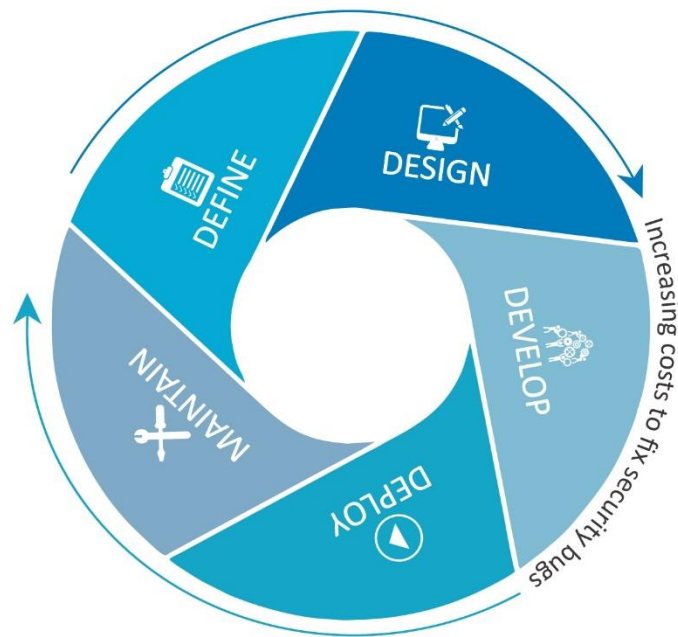 DEFINE
DESIGN
DEVELOP
DEPLOY
MAINTAIN
Increasing costs to fix security bugs